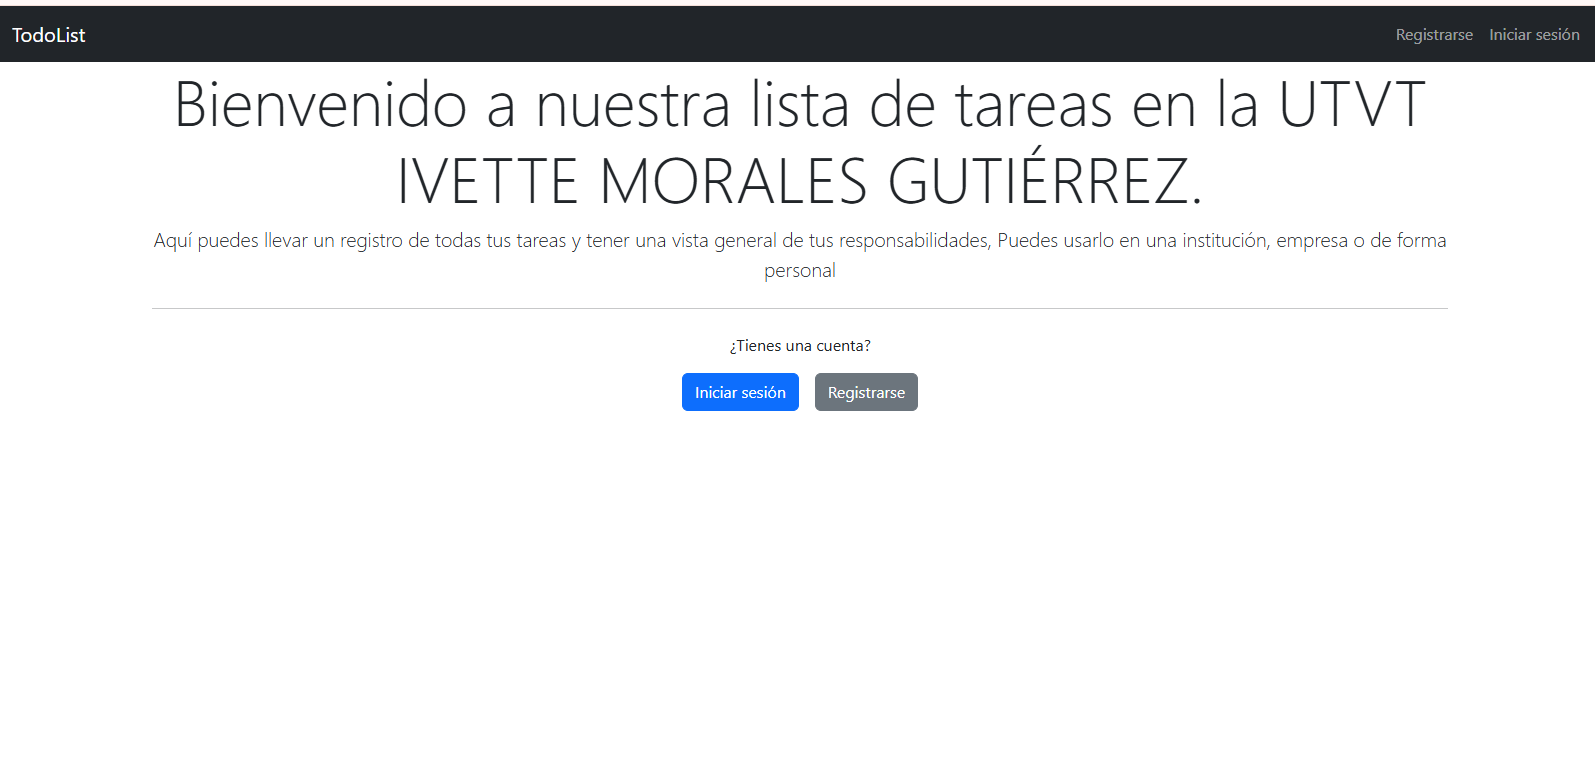 TodoList
Registrarse
Iniciar sesión
Bienvenido a nuestra lista de tareas en la UTVT
IVETTE MORALES GUTIÉRREZ.
Aquí puedes llevar un registro de todas tus tareas y tener una vista general de tus responsabilidades, Puedes usarlo en una institución, empresa o de forma
personal
¿Tienes una cuenta?
Iniciar sesión
Registrarse